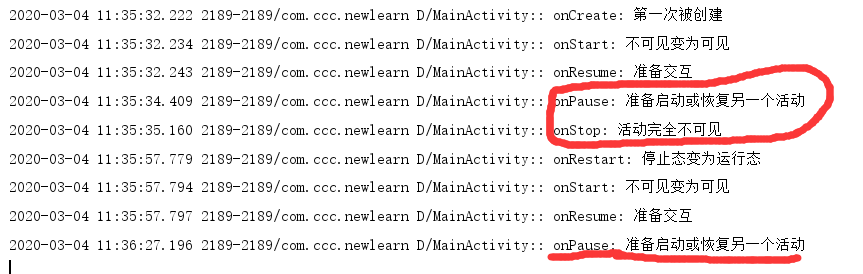 2020-03-04 11:35:32.222 2189-2189/com.ccc.newlearn D/MainActivity:: onCreate: 第一次被创建
2020-03-04 11:35:32.234 2189-2189/com.ccc.newlearn D/MainActivity:: onStart: 不可见变为可见
2020-03-04 11:35:32.243 2189-2189/com.ccc.newlearn D/MainActivity:: onResume: 准备交互
2020-03-04 11:35:34.409 2189-2189/com.ccc.newlearn D/MainActivity:: onPause: 准备启动或恢复另一个活动
2020-03-04 11:35:35.160 2189-2189/com.ccc.newlearn D/MainActivity:: onStop: 活动完全不可见
2020-03-04 11:35:57.779 2189-2189/com.ccc.newlearn D/MainActivity:: onRestart: 停止态变为运行态
2020-03-04 11:35:57.794 2189-2189/com.ccc.newlearn D/MainActivity:: onStart: 不可见变为可见
2020-03-04 11:35:57.797 2189-2189/com.ccc.newlearn D/MainActivity:: onResume: 准备交互
2020-03-04 11:36:27.196 2189-2189/com.ccc.newlearn D/MainActivity:: onPause: 准备启动或恢复另一个活动